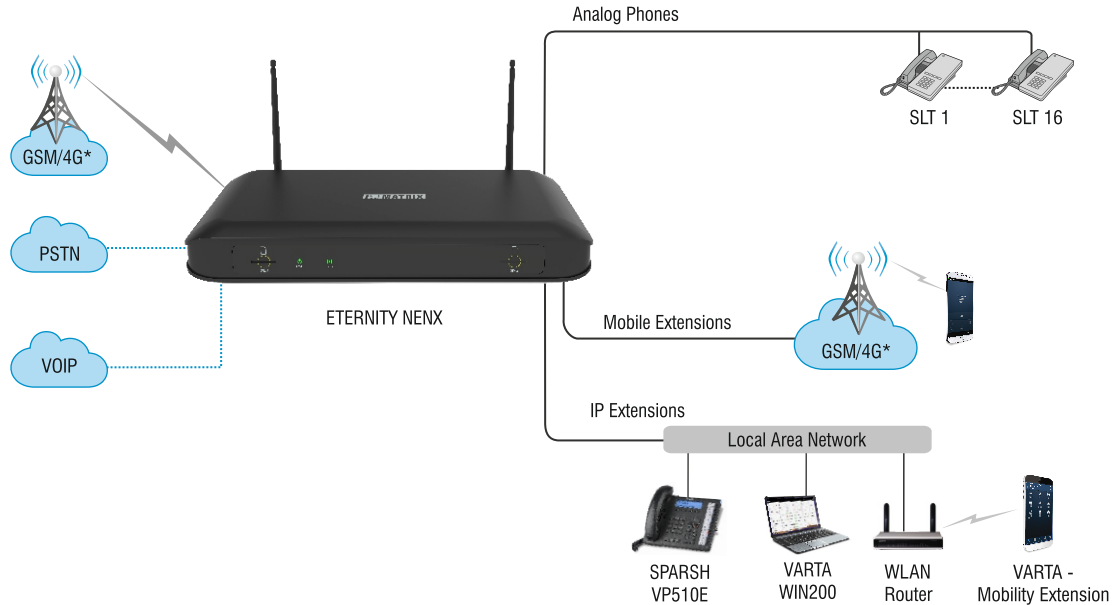 Analog Phones
SLT 1
SLT 16
GSM/4G*
MATRIX
PSTN
ETERNITY NENX
VOIP
Mobile Extensions
GSM/4G*
IP Extensions
Local Area Network
SPARSH
VP510E
VARTA
WIN200
WLAN
Router
VARTA -
Mobility Extension